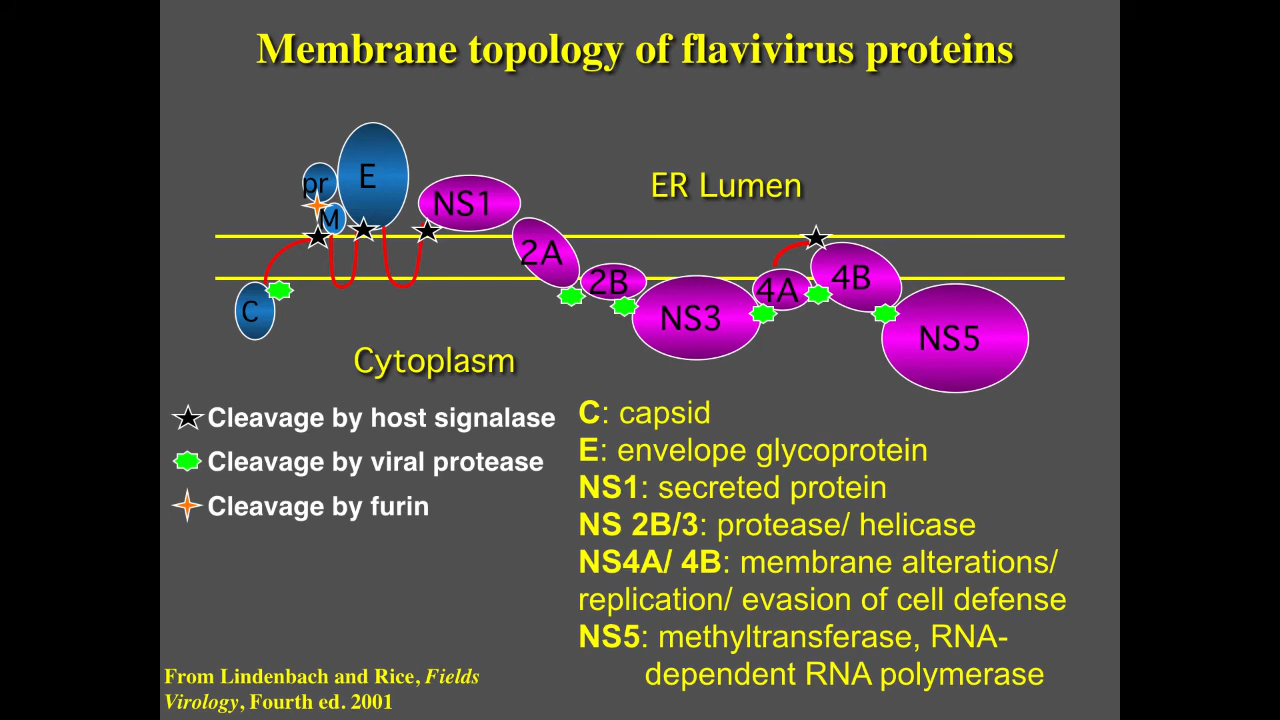 Membrane topology of flavivirus proteins
E
pr
M
NS1
ER Lumen
2A
2B
4A
4B
C
NS3
NS5
Cytoplasm
Cleavage by host signalase
Cleavage by viral protease
Cleavage by furin
C: capsid
E: envelope glycoprotein
NS1: secreted protein
NS 2B/3: protease/ helicase
NS4A/ 4B: membrane alterations/
replication/ evasion of cell defense
NS5: methyltransferase, RNA-
dependent RNA polymerase
From Lindenbach and Rice, Fields
Virology, Fourth ed. 2001